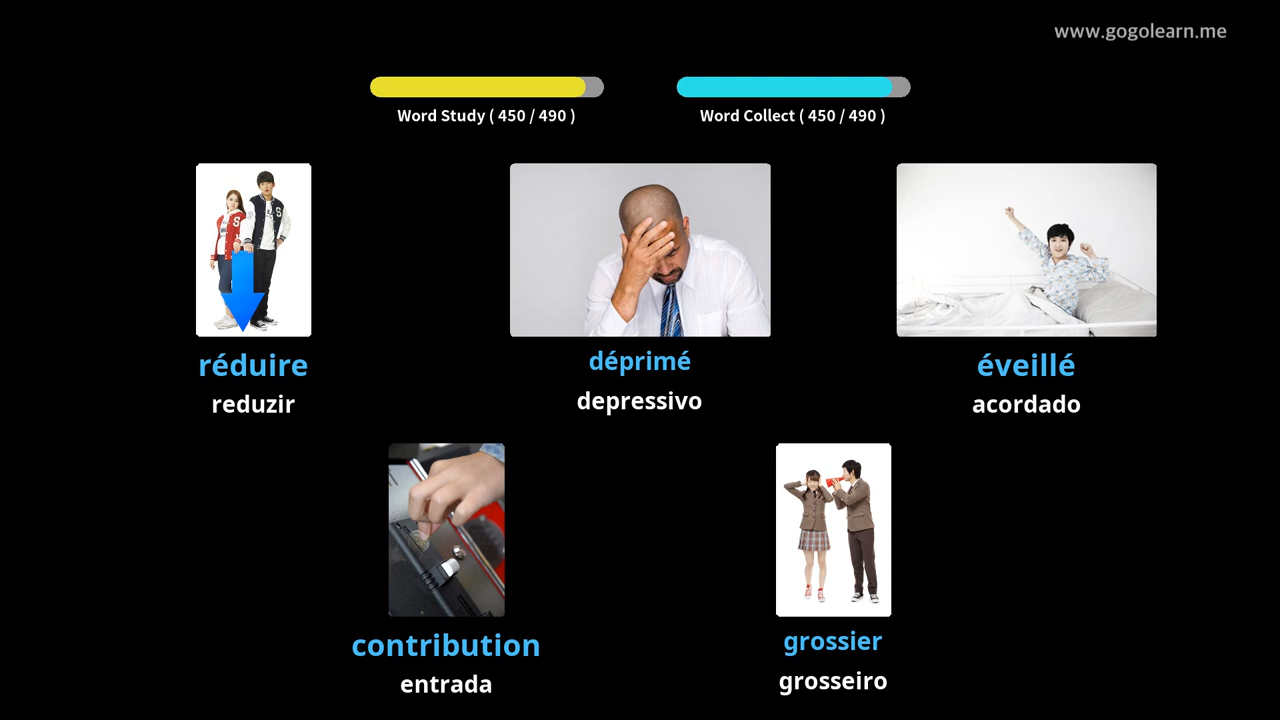 www.gogolearn.me
Word Study ( 450 / 490 )
Word Collect ( 450 / 490 )
réduire
reduzir
déprimé
depressivo
éveillé
acordado
contribution
entrada
grossier
grosseiro